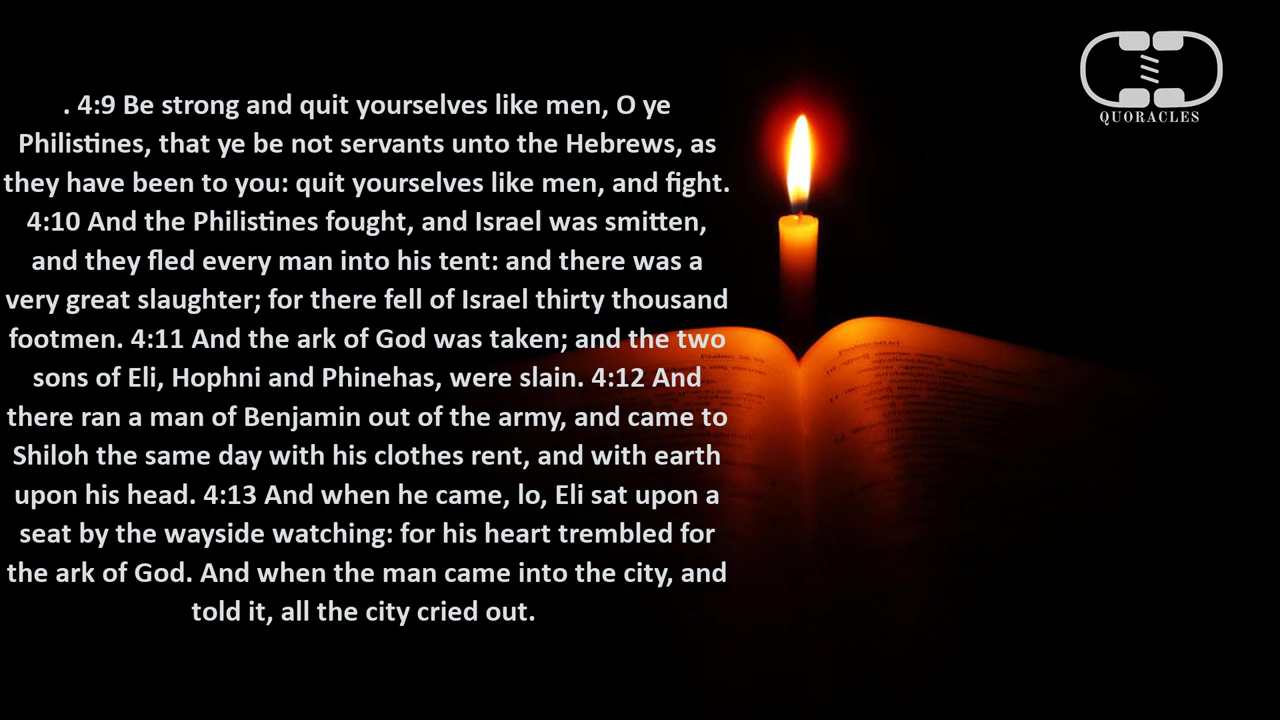 . 4:9 Be strong and quit yourselves like men, O ye
Philistines, that ye be not servants unto the Hebrews, as
they have been to you: quit yourselves like men, and fight.
4:10 And the Philistines fought, and Israel was smitten,
and they fled every man into his tent: and there was a
very great slaughter; for there fell of Israel thirty thousand
footmen. 4:11 And the ark of God was taken; and the two
sons of Eli, Hophni and Phinehas, were slain. 4:12 And
there ran a man of Benjamin out of the army, and came to
Shiloh the same day with his clothes rent, and with earth
upon his head. 4:13 And when he came, lo, Eli sat upon a
seat by the wayside watching: for his heart trembled for
the ark of God. And when the man came into the city, and
told it, all the city cried out.
QUORACLES